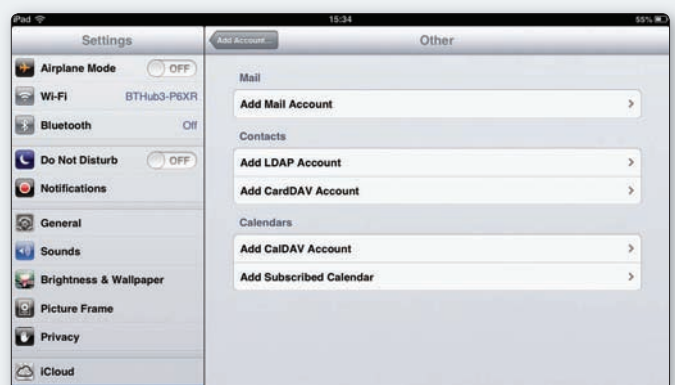 iPad 15:34 55%
Settings
Airplane Mode OFF
Wi-Fi BTHub3-P6XR
Bluetooth Off
Do Not Disturb OFF
Notifications
General
Sounds
Brightness & Wallpaper
Picture Frame
Privacy
iCloud
Add Account... Other
Mail
Add Mail Account
Contacts
Add LDAP Account
Add CardDAV Account
Calendars
Add CalDAV Account
Add Subscribed Calendar